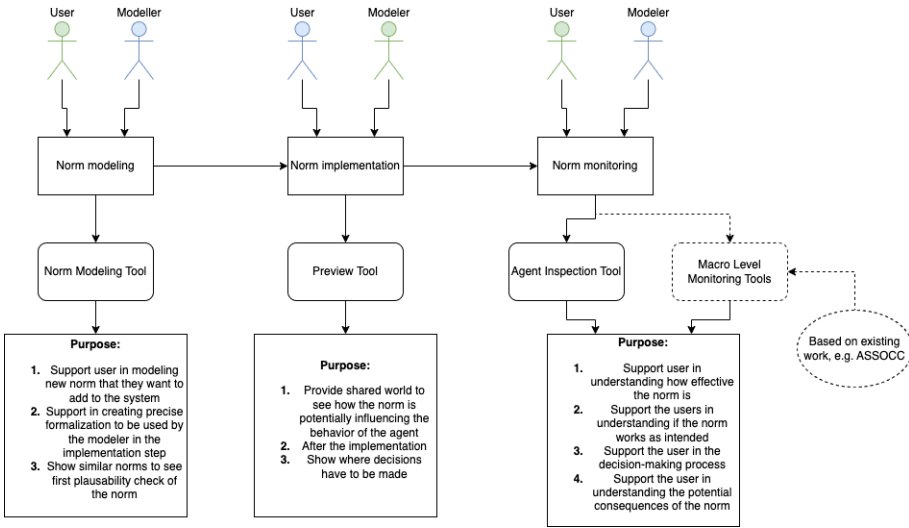 User
Modeller
User
Modeler
User
Modeler
Norm modeling
Norm implementation
Norm monitoring
Norm Modeling Tool
Preview Tool
Agent Inspection Tool
Macro Level
Monitoring Tools
Based on existing
work, e.g. ASSOCC
Purpose:
1. Support user in modeling
new norm that they want to
add to the system
2. Support in creating precise
formalization to be used by
the modeler in the
implementation step
3. Show similar norms to see
first plausability check of
the norm
Purpose:
1. Provide shared world to
see how the norm is
potentially influencing the
behavior of the agent
2. After the implementation
3. Show where decisions
have to be made
Purpose:
1. Support user in
understanding how effective
the norm is
2. Support the users in
understanding if the norm
works as intended
3. Support the user in the
decision-making process
4. Support the user in
understanding the potential
consequences of the norm